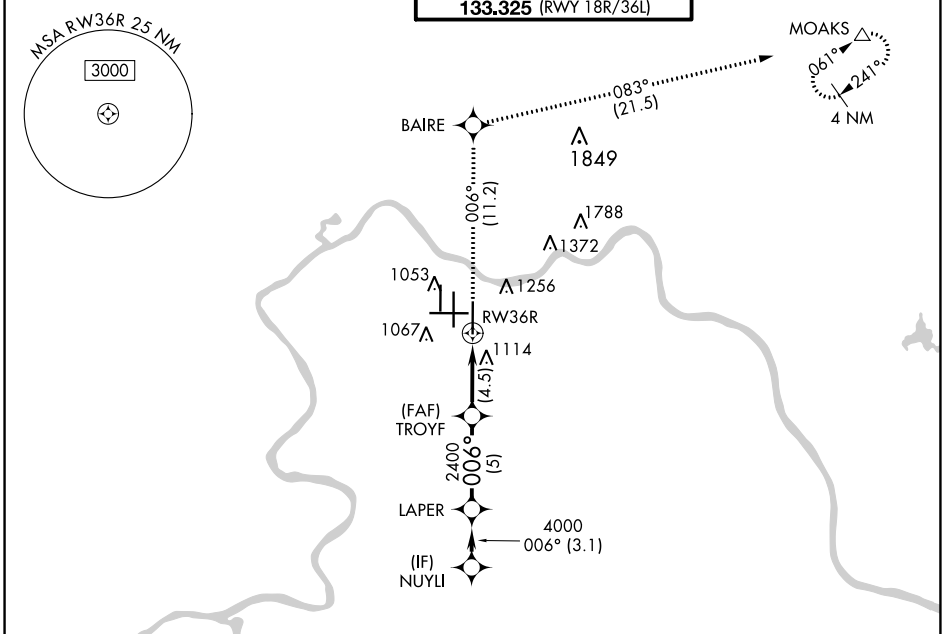 133.325 (RWY 18R/36L)
MSA RW36R 25 NM
3000
MOAKS
061°
241°
4 NM
083°
(21.5)
BAIRE
1849
006°
(11.2)
1788
1372
1053
1256
RW36R
1067
1114
(4.5)
(FAF)
TROYF
2400
006°
(5)
LAPER
4000
006° (3.1)
(IF)
NUYLI